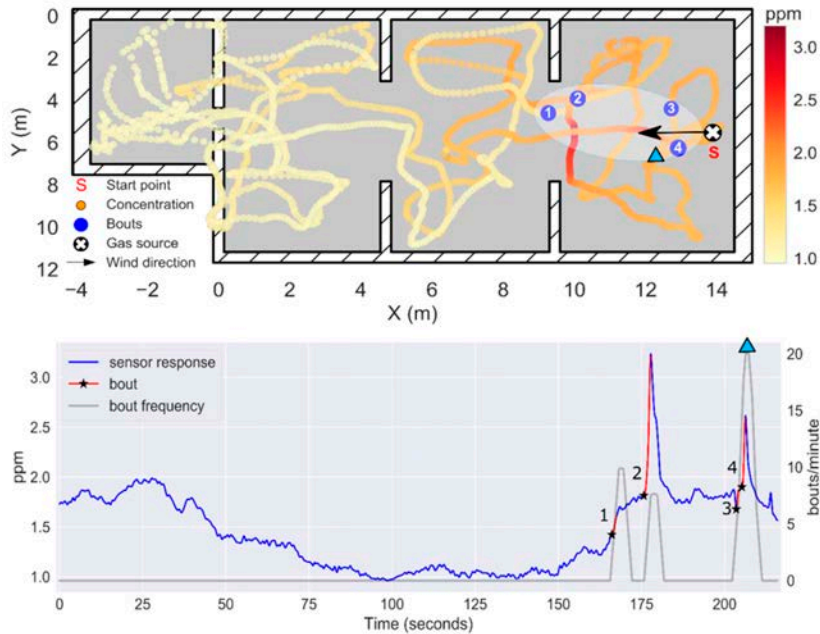 ppm
0
2
4
6
8
10
12
Y (m)
1
2
3
4
S
3.0
2.5
2.0
1.5
1.0
S Start point
Concentration
Bouts
Gas source
Wind direction
−4 −2 0 2 4 6 8 10 12 14
X (m)
sensor response
bout
bout frequency
3.0
2.5
2.0
1.5
1.0
ppm
1
2
3
4
20
15
10
5
0
bouts/minute
0 25 50 75 100 125 150 175 200
Time (seconds)